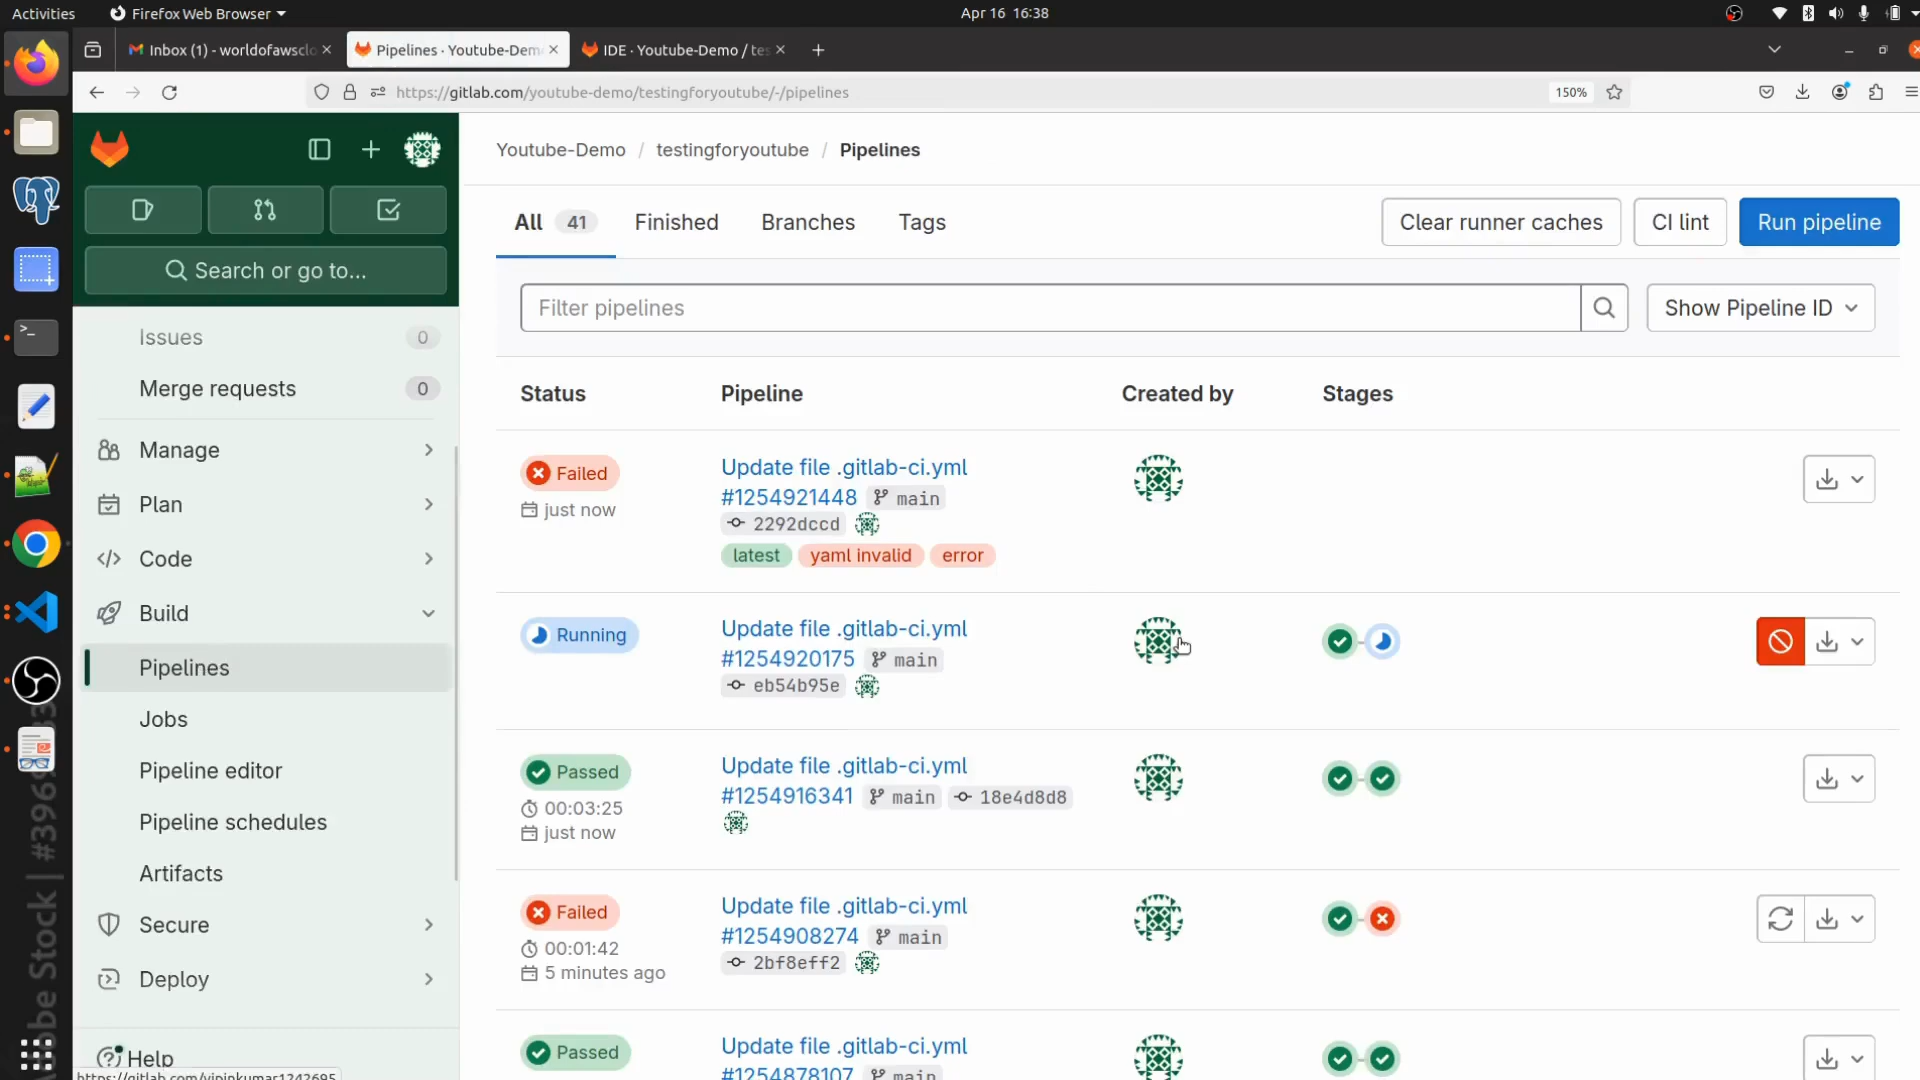 Activities
Firefox Web Browser
Apr 16 16:38
Inbox (1) - worldofawsclo
Pipelines · Youtube-Dem
IDE · Youtube-Demo / tes
https://gitlab.com/youtube-demo/testingforyoutube/-/pipelines
150%
Search or go to...
Issues 0
Merge requests 0
Manage
Plan
Code
Build
Pipelines
Jobs
Pipeline editor
Pipeline schedules
Artifacts
Secure
Deploy
Help
https://gitlab.com/vipinkumar1242695
Youtube-Demo / testingforyoutube / Pipelines
All 41 Finished Branches Tags
Clear runner caches CI lint Run pipeline
Filter pipelines
Show Pipeline ID
Status Pipeline Created by Stages
Failed
just now
Update file .gitlab-ci.yml
#1254921448 main
2292dccd
latest yaml invalid error
Running
Update file .gitlab-ci.yml
#1254920175 main
eb54b95e
Passed
00:03:25
just now
Update file .gitlab-ci.yml
#1254916341 main 18e4d8d8
Failed
00:01:42
5 minutes ago
Update file .gitlab-ci.yml
#1254908274 main
2bf8eff2
Passed
Update file .gitlab-ci.yml
#1254878107 main